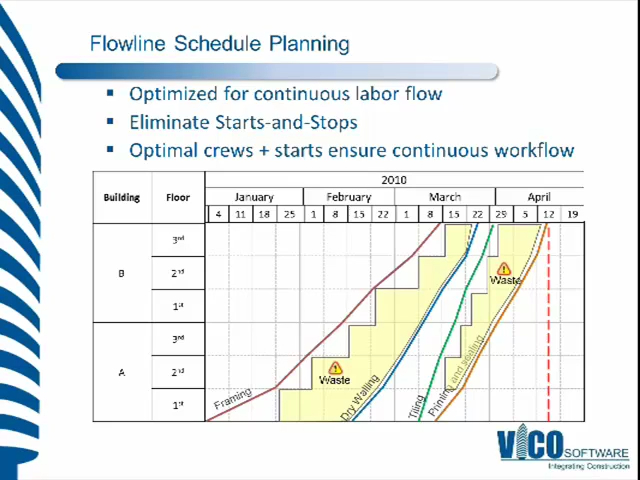 Flowline Schedule Planning
Optimized for continuous labor flow
Eliminate Starts-and-Stops
Optimal crews + starts ensure continuous workflow
2010
Building Floor January February March April
4 11 18 25 1 8 15 22 1 8 15 22 29 5 12 19
3rd
B 2nd
Waste
1st
3rd
A 2nd
Waste
1st
Framing
Dry Walling
Tiling
Priming and sealing
VICO SOFTWARE
Integrating Construction